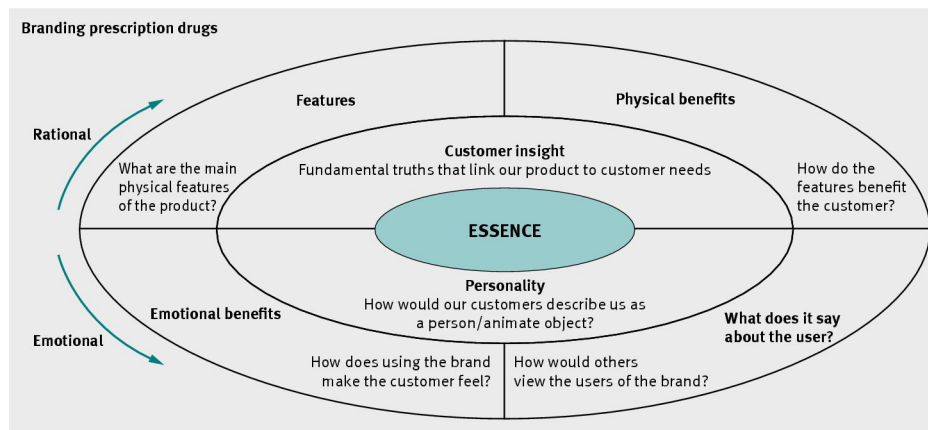 Branding prescription drugs
Features
Physical benefits
Rational
Customer insight
Fundamental truths that link our product to customer needs
What are the main
physical features
of the product?
How do the
features benefit
the customer?
ESSENCE
Personality
How would our customers describe us as
a person/animate object?
Emotional benefits
What does it say
about the user?
Emotional
How does using the brand
make the customer feel?
How would others
view the users of the brand?